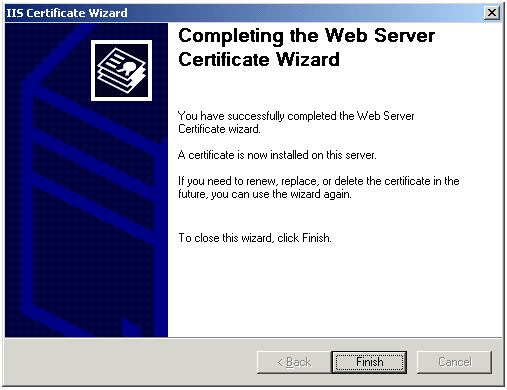 IIS Certificate Wizard
Completing the Web Server
Certificate Wizard
You have successfully completed the Web Server
Certificate wizard.
A certificate is now installed on this server.
If you need to renew, replace, or delete the certificate in the
future, you can use the wizard again.
To close this wizard, click Finish.
< Back Finish Cancel